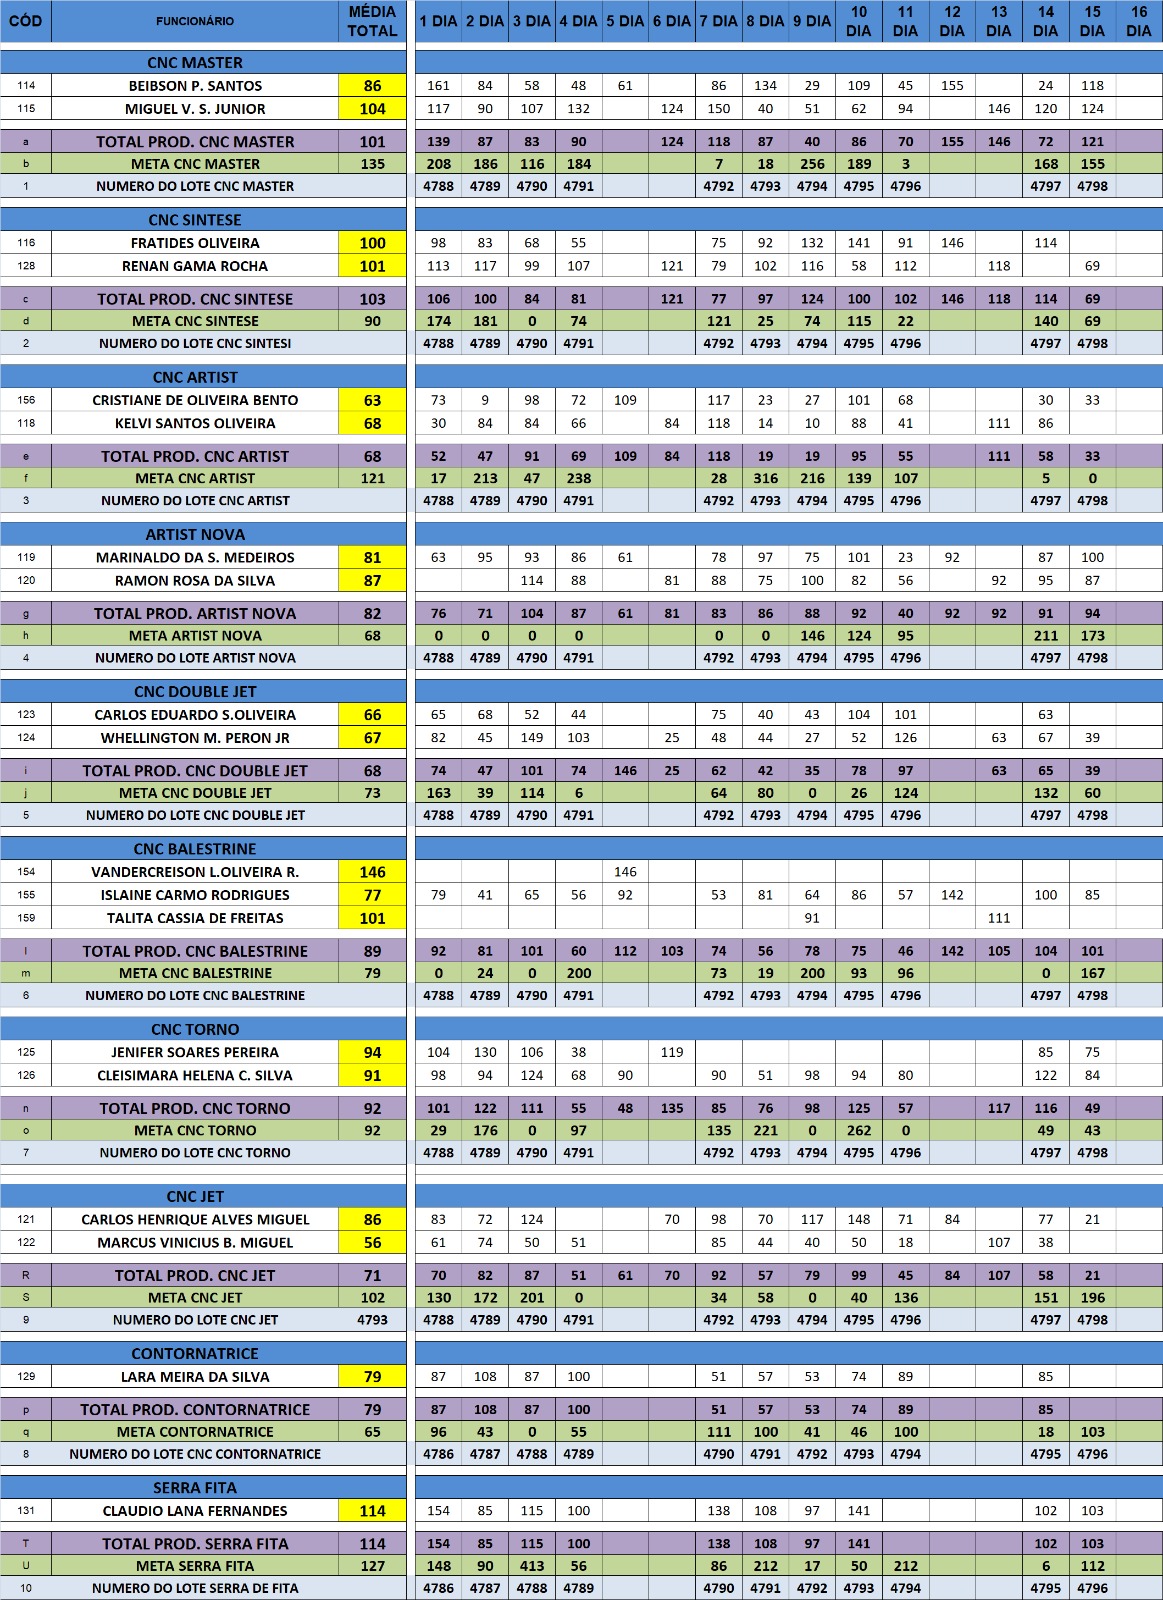 CÓD FUNCIONÁRIO MÉDIA TOTAL 1 DIA 2 DIA 3 DIA 4 DIA 5 DIA 6 DIA 7 DIA 8 DIA 9 DIA 10 DIA 11 DIA 12 DIA 13 DIA 14 DIA 15 DIA 16 DIA
CNC MASTER
114 BEIBSON P. SANTOS 86 161 84 58 48 61 86 134 29 109 45 155 24 118
115 MIGUEL V. S. JUNIOR 104 117 90 107 132 124 150 40 51 62 94 146 120 124
a TOTAL PROD. CNC MASTER 101 139 87 83 90 124 118 87 40 86 70 155 146 72 121
b META CNC MASTER 135 208 186 116 184 7 18 256 189 3 168 155
1 NUMERO DO LOTE CNC MASTER 4788 4789 4790 4791 4792 4793 4794 4795 4796 4797 4798
CNC SINTESE
116 FRATIDES OLIVEIRA 100 98 83 68 55 75 92 132 141 91 146 114
128 RENAN GAMA ROCHA 101 113 117 99 107 121 79 102 116 58 112 118 69
c TOTAL PROD. CNC SINTESE 103 106 100 84 81 121 77 97 124 100 102 146 118 114 69
d META CNC SINTESE 90 174 181 0 74 121 25 74 115 22 140 69
2 NUMERO DO LOTE CNC SINTESI 4788 4789 4790 4791 4792 4793 4794 4795 4796 4797 4798
CNC ARTIST
156 CRISTIANE DE OLIVEIRA BENTO 63 73 9 98 72 109 117 23 27 101 68 30 33
118 KELVI SANTOS OLIVEIRA 68 30 84 84 66 84 118 14 10 88 41 111 86
e TOTAL PROD. CNC ARTIST 68 52 47 91 69 109 84 118 19 19 95 55 111 58 33
f META CNC ARTIST 121 17 213 47 238 28 316 216 139 107 5 0
3 NUMERO DO LOTE CNC ARTIST 4788 4789 4790 4791 4792 4793 4794 4795 4796 4797 4798
ARTIST NOVA
119 MARINALDO DA S. MEDEIROS 81 63 95 93 86 61 78 97 75 101 23 92 87 100
120 RAMON ROSA DA SILVA 87 114 88 81 88 75 100 82 56 92 95 87
g TOTAL PROD. ARTIST NOVA 82 76 71 104 87 61 81 83 86 88 92 40 92 92 91 94
h META ARTIST NOVA 68 0 0 0 0 0 0 146 124 95 211 173
4 NUMERO DO LOTE ARTIST NOVA 4788 4789 4790 4791 4792 4793 4794 4795 4796 4797 4798
CNC DOUBLE JET
123 CARLOS EDUARDO S.OLIVEIRA 66 65 68 52 44 75 40 43 104 101 63
124 WHELLINGTON M. PERON JR 67 82 45 149 103 25 48 44 27 52 126 63 67 39
i TOTAL PROD. CNC DOUBLE JET 68 74 47 101 74 146 25 62 42 35 78 97 63 65 39
j META CNC DOUBLE JET 73 163 39 114 6 64 80 0 26 124 132 60
5 NUMERO DO LOTE CNC DOUBLE JET 4788 4789 4790 4791 4792 4793 4794 4795 4796 4797 4798
CNC BALESTRINE
154 VANDERCREISON L.OLIVEIRA R. 146 146
155 ISLAINE CARMO RODRIGUES 77 79 41 65 56 92 53 81 64 86 57 142 100 85
159 TALITA CASSIA DE FREITAS 101 91 111
l TOTAL PROD. CNC BALESTRINE 89 92 81 101 60 112 103 74 56 78 75 46 142 105 104 101
m META CNC BALESTRINE 79 0 24 0 200 73 19 200 93 96 0 167
6 NUMERO DO LOTE CNC BALESTRINE 4788 4789 4790 4791 4792 4793 4794 4795 4796 4797 4798
CNC TORNO
125 JENIFER SOARES PEREIRA 94 104 130 106 38 119 85 75
126 CLEISIMARA HELENA C. SILVA 91 98 94 124 68 90 90 51 98 94 80 122 84
n TOTAL PROD. CNC TORNO 92 101 122 111 55 48 135 85 76 98 125 57 117 116 49
o META CNC TORNO 92 29 176 0 97 135 221 0 262 0 49 43
7 NUMERO DO LOTE CNC TORNO 4788 4789 4790 4791 4792 4793 4794 4795 4796 4797 4798
CNC JET
121 CARLOS HENRIQUE ALVES MIGUEL 86 83 72 124 70 98 70 117 148 71 84 77 21
122 MARCUS VINICIUS B. MIGUEL 56 61 74 50 51 85 44 40 50 18 107 38
R TOTAL PROD. CNC JET 71 70 82 87 51 61 70 92 57 79 99 45 84 107 58 21
S META CNC JET 102 130 172 201 0 34 58 0 40 136 151 196
9 NUMERO DO LOTE CNC JET 4793 4788 4789 4790 4791 4792 4793 4794 4795 4796 4797 4798
CONTORNATRICE
129 LARA MEIRA DA SILVA 79 87 108 87 100 51 57 53 74 89 85
p TOTAL PROD. CONTORNATRICE 79 87 108 87 100 51 57 53 74 89 85
q META CONTORNATRICE 65 96 43 0 55 111 100 41 46 100 18 103
8 NUMERO DO LOTE CNC CONTORNATRICE 4786 4787 4788 4789 4790 4791 4792 4793 4794 4795 4796
SERRA FITA
131 CLAUDIO LANA FERNANDES 114 154 85 115 100 138 108 97 141 102 103
T TOTAL PROD. SERRA FITA 114 154 85 115 100 138 108 97 141 102 103
U META SERRA FITA 127 148 90 413 56 86 212 17 50 212 6 112
10 NUMERO DO LOTE SERRA DE FITA 4786 4787 4788 4789 4790 4791 4792 4793 4794 4795 4796